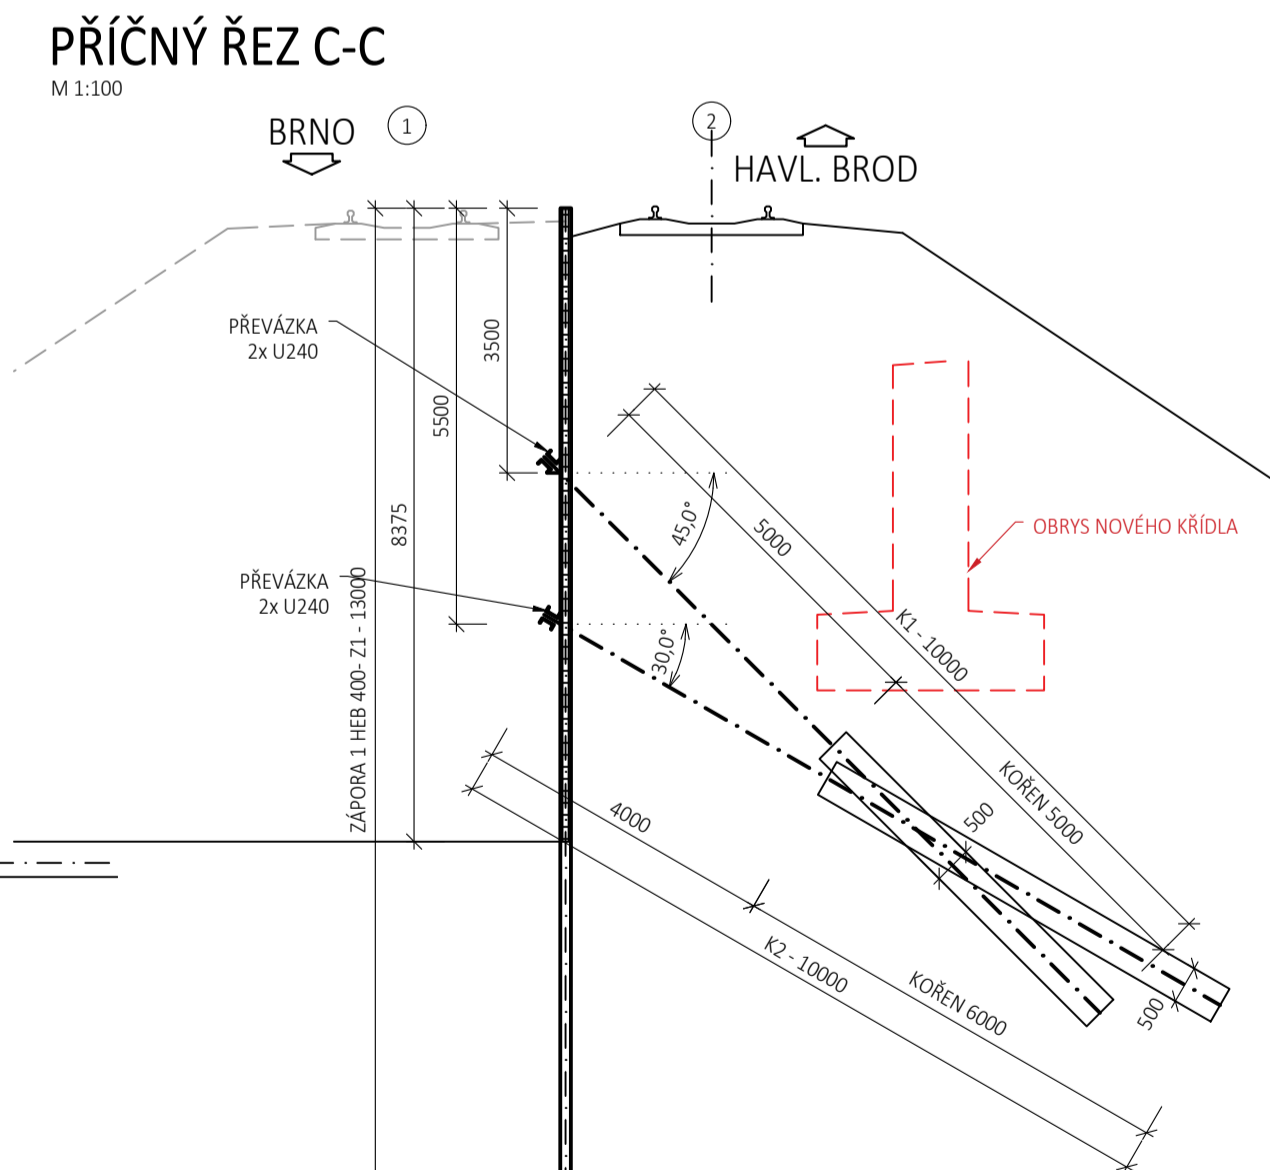 PŘÍČNÝ ŘEZ C-C
M 1:100
BRNO
1
2
HAVL. BROD
PŘEVÁZKA
2x U240
3500
5500
8375
ZÁPORA 1 HEB 400- Z1 - 13000
PŘEVÁZKA
2x U240
45,0°
30,0°
5000
K1 - 10000
KOŘEN 5000
OBRYS NOVÉHO KŘÍDLA
500
4000
K2 - 10000
KOŘEN 6000
500